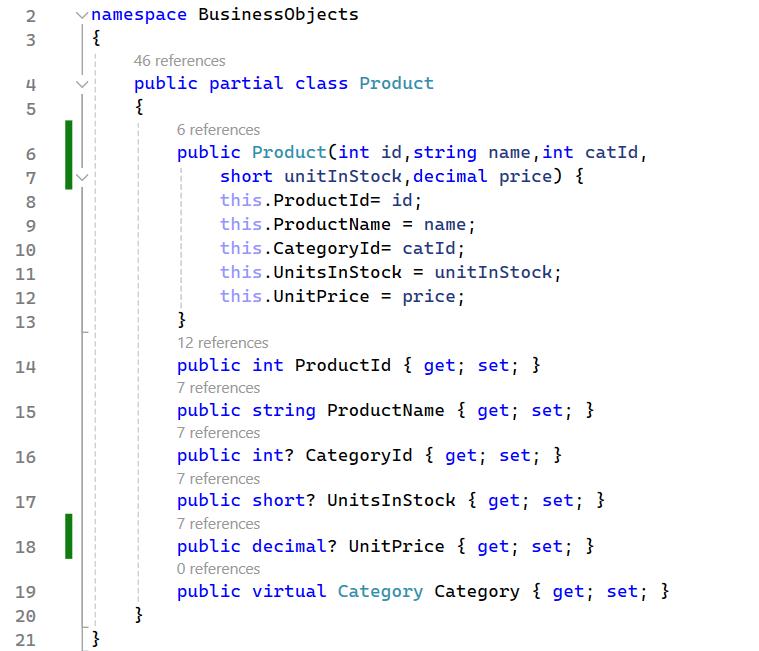 2 namespace BusinessObjects
3 {
46 references
4 public partial class Product
5 {
6 references
6 public Product(int id,string name,int catId,
7 short unitInStock,decimal price) {
8 this.ProductId= id;
9 this.ProductName = name;
10 this.CategoryId= catId;
11 this.UnitsInStock = unitInStock;
12 this.UnitPrice = price;
13 }
12 references
14 public int ProductId { get; set; }
7 references
15 public string ProductName { get; set; }
7 references
16 public int? CategoryId { get; set; }
7 references
17 public short? UnitsInStock { get; set; }
7 references
18 public decimal? UnitPrice { get; set; }
0 references
19 public virtual Category Category { get; set; }
20 }
21 }